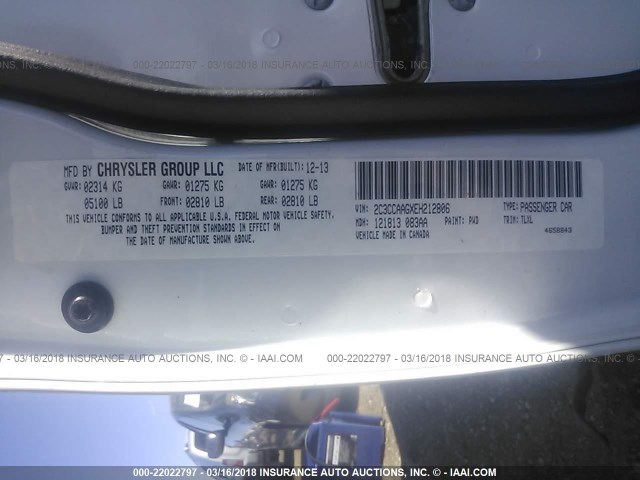 000-22022797 - 03/16/2018 INSURANCE AUTO AUCTIONS, INC. - © - IAAI.COM
MFD BY CHRYSLER GROUP LLC DATE OF MFR(BUILT): 12-13
GVWR: 02314 KG GAWR: 01275 KG GAWR: 01275 KG
05100 LB FRONT: 02810 LB REAR: 02810 LB
THIS VEHICLE CONFORMS TO ALL APPLICABLE U.S.A. FEDERAL MOTOR VEHICLE SAFETY,
BUMPER AND THEFT PREVENTION STANDARDS IN EFFECT ON
THE DATE OF MANUFACTURE SHOWN ABOVE.
VIN: 2C3CCAAGXEH212806 TYPE: PASSENGER CAR
MDH: 121813 083AA PAINT: PWD TRIM: TLXL
VEHICLE MADE IN CANADA
- 03/16/2018 INSURANCE AUTO AUCTIONS, INC. - © - IAAI.COM 000-22022797 - 03/16/2018 INSURANCE AUTO AUCTIONS, INC. -
000-22022797 - 03/16/2018 INSURANCE AUTO AUCTIONS, INC. - © - IAAI.COM